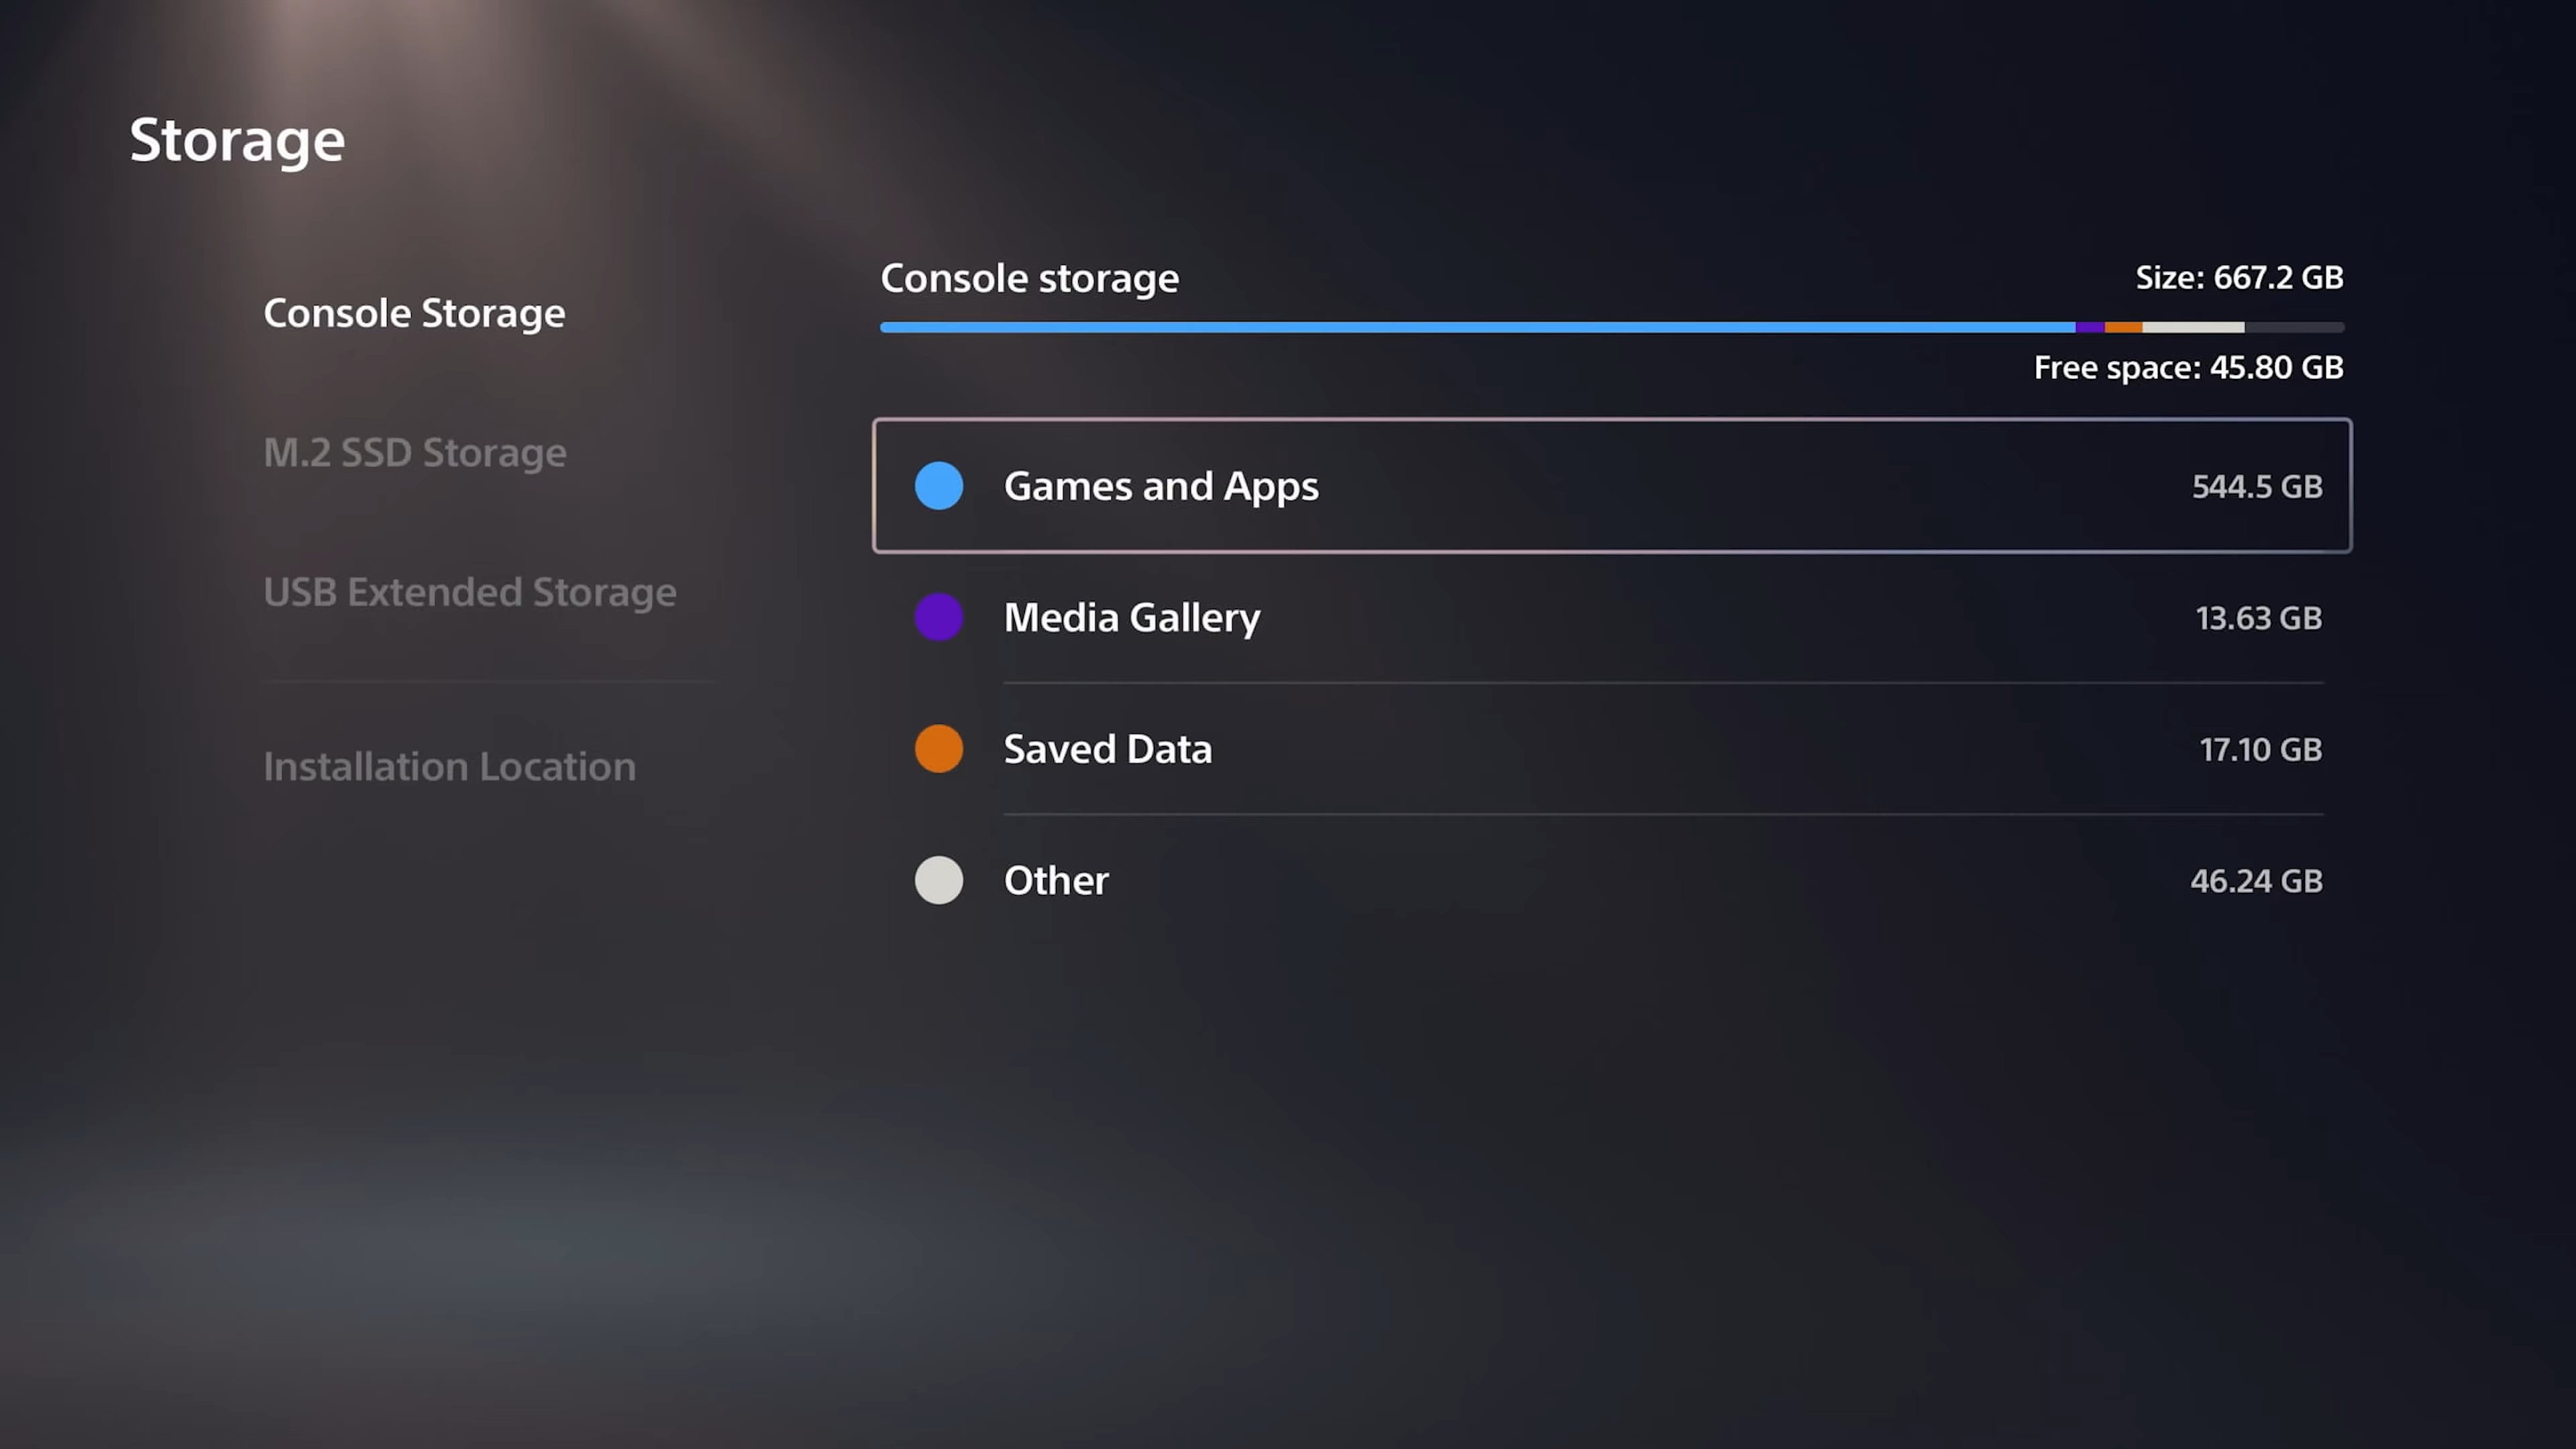 Storage
Console Storage
M.2 SSD Storage
USB Extended Storage
Installation Location
Console storage
Size: 667.2 GB
Free space: 45.80 GB
Games and Apps
544.5 GB
Media Gallery
13.63 GB
Saved Data
17.10 GB
Other
46.24 GB